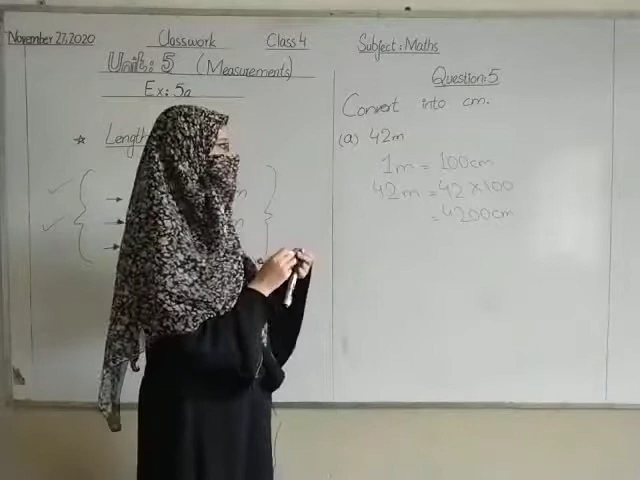 November 27, 2020 Classwork Class 4 Subject: Maths
Unit: 5 (Measurements)
Ex: 5a
Length
Question: 5
Convert into cm.
(a) 42m
1m = 100cm
42m = 42 × 100
= 4200cm